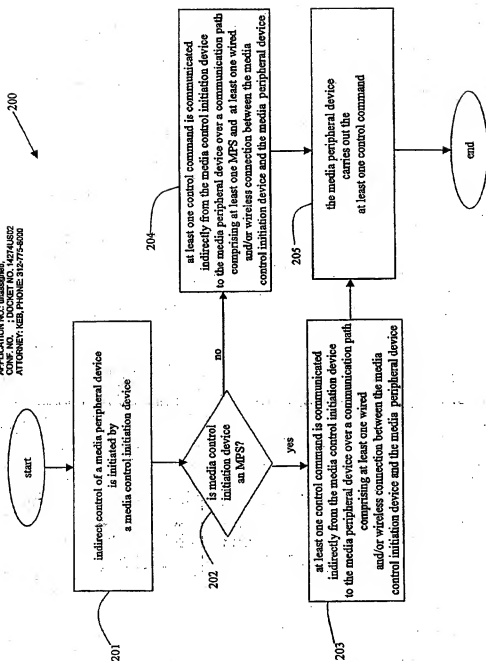 CONF. NO. : DOCKET NO. 14274US02
ATTORNEY: KEB, PHONE: 312-775-8000
200
start
indirect control of a media peripheral device
is initiated by
a media control initiation device
201
is media control
initiation device
an MPS?
202
no
yes
at least one control command is communicated
indirectly from the media control initiation device
to the media peripheral device over a communication path
comprising at least one wired
and/or wireless connection between the media
control initiation device and the media peripheral device
203
at least one control command is communicated
indirectly from the media control initiation device
to the media peripheral device over a communication path
comprising at least one MPS and at least one wired
and/or wireless connection between the media
control initiation device and the media peripheral device
204
the media peripheral device
carries out the
at least one control command
205
end